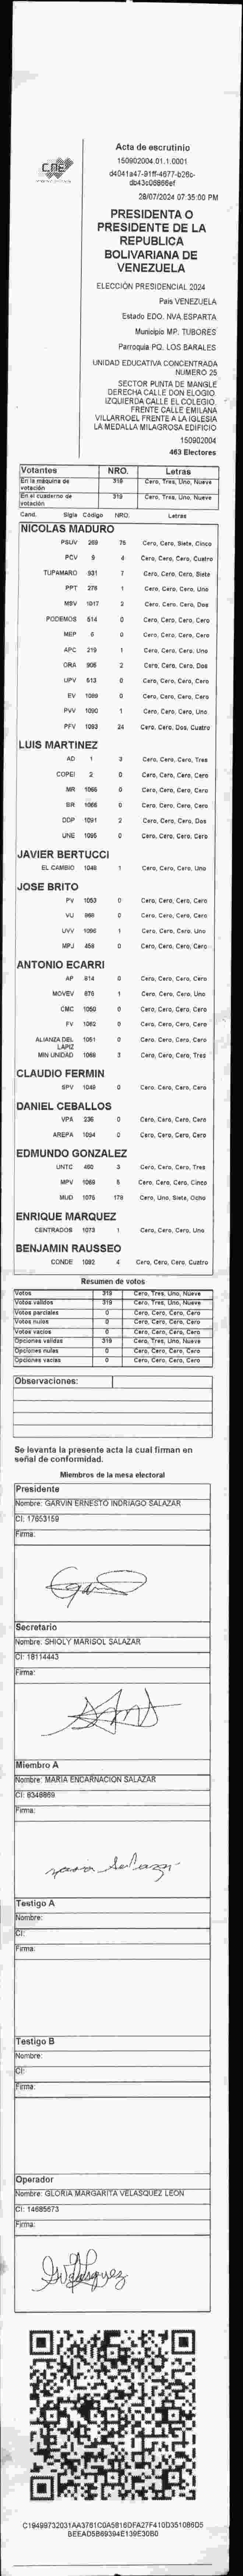 CNE
Acta de escrutinio
150902004.01.1.0001
d4041a47-91ff-4677-b26c-
db43c05866ef
28/07/2024 07:35:00 PM
PRESIDENTA O
PRESIDENTE DE LA
REPUBLICA
BOLIVARIANA DE
VENEZUELA
ELECCIÓN PRESIDENCIAL 2024
Pais VENEZUELA
Estado EDO. NVA.ESPARTA
Municipio MP. TUBORES
Parroquia PQ. LOS BARALES
UNIDAD EDUCATIVA CONCENTRADA
NUMERO 25
SECTOR PUNTA DE MANGLE
DERECHA CALLE DON ELOGIO.
IZQUIERDA CALLE EL COLEGIO.
FRENTE CALLE EMILANA
VILLARROEL FRENTE A LA IGLESIA
LA MEDALLA MILAGROSA EDIFICIO
150902004
463 Electores
Votantes NRO. Letras
En la máquina de votación 319 Cero, Tres, Uno, Nueve
En el cuaderno de votación 319 Cero, Tres, Uno, Nueve
Cand. Sigla Código NRO. Letras
NICOLAS MADURO
PSUV 269 75 Cero, Cero, Siete, Cinco
PCV 9 4 Cero, Cero, Cero, Cuatro
TUPAMARO 931 7 Cero, Cero, Cero, Siete
PPT 276 1 Cero, Cero, Cero, Uno
MSV 1017 2 Cero, Cero, Cero, Dos
PODEMOS 514 0 Cero, Cero, Cero, Cero
MEP 6 0 Cero, Cero, Cero, Cero
APC 219 1 Cero, Cero, Cero, Uno
ORA 906 2 Cero, Cero, Cero, Dos
UPV 513 0 Cero, Cero, Cero, Cero
EV 1089 0 Cero, Cero, Cero, Cero
PVV 1090 1 Cero, Cero, Cero, Uno
PFV 1093 24 Cero, Cero, Dos, Cuatro
LUIS MARTINEZ
AD 1 3 Cero, Cero, Cero, Tres
COPEI 2 0 Cero, Cero, Cero, Cero
MR 1066 0 Cero, Cero, Cero, Cero
BR 0 Cero, Cero, Cero, Cero
DDP 1091 2 Cero, Cero, Cero, Dos
UNE 1095 0 Cero, Cero, Cero, Cero
JAVIER BERTUCCI
EL CAMBIO 1048 1 Cero, Cero, Cero, Uno
JOSE BRITO
PV 1053 0 Cero, Cero, Cero, Cero
VU 0 Cero, Cero, Cero, Cero
UVV 1096 1 Cero, Cero, Cero, Uno
MPJ 458 0 Cero, Cero, Cero, Cero
ANTONIO ECARRI
AP 814 0 Cero, Cero, Cero, Cero
MOVEV 876 1 Cero, Cero, Cero, Uno
CMC 1050 0 Cero, Cero, Cero, Cero
FV 1062 0 Cero, Cero, Cero, Cero
ALIANZA DEL LAPIZ 1051 0 Cero, Cero, Cero, Cero
MIN UNIDAD 1068 3 Cero, Cero, Cero, Tres
CLAUDIO FERMIN
SPV 1049 0 Cero, Cero, Cero, Cero
DANIEL CEBALLOS
VPA 236 0 Cero, Cero, Cero, Cero
AREPA 1094 0 Cero, Cero, Cero, Cero
EDMUNDO GONZALEZ
UNTC 460 3 Cero, Cero, Cero, Tres
MPV 1069 5 Cero, Cero, Cero, Cinco
MUD 1075 178 Cero, Uno, Siete, Ocho
ENRIQUE MARQUEZ
CENTRADOS 1073 1 Cero, Cero, Cero, Uno
BENJAMIN RAUSSEO
CONDE 1092 4 Cero, Cero, Cero, Cuatro
Resumen de votos
Votos 319 Cero, Tres, Uno, Nueve
Votos validos 319 Cero, Tres, Uno, Nueve
Votos parciales 0 Cero, Cero, Cero, Cero
Votos nulos 0 Cero, Cero, Cero, Cero
Votos vacios 0 Cero, Cero, Cero, Cero
Opciones validas 319 Cero, Tres, Uno, Nueve
Opciones nulas 0 Cero, Cero, Cero, Cero
Opciones vacias 0 Cero, Cero, Cero, Cero
Observaciones:
Se levanta la presente acta la cual firman en
señal de conformidad.
Miembros de la mesa electoral
Presidente
Nombre: GARVIN ERNESTO INDRIAGO SALAZAR
CI: 17653159
Firma:
Secretario
Nombre: SHIOLY MARISOL SALAZAR
CI: 18114443
Firma:
Miembro A
Nombre: MARIA ENCARNACION SALAZAR
CI: 8346869
Firma:
Testigo A
Nombre:
CI:
Firma:
Testigo B
Nombre:
CI:
Firma:
Operador
Nombre: GLORIA MARGARITA VELASQUEZ LEON
CI: 14685673
Firma:
C19499732031AA3761C0A5816DFA27F410D351086D5
BEEAD5B69394E139E30B0